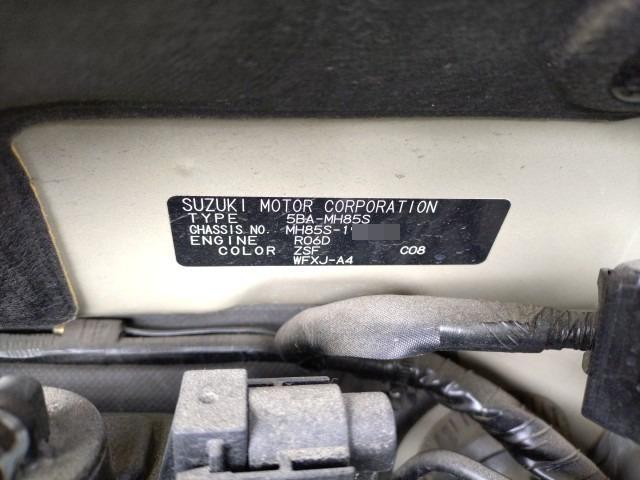 SUZUKI MOTOR CORPORATION
TYPE 5BA-MH85S
CHASSIS NO. MH85S-1
ENGINE R06D
COLOR ZSF C08
WFXJ-A4